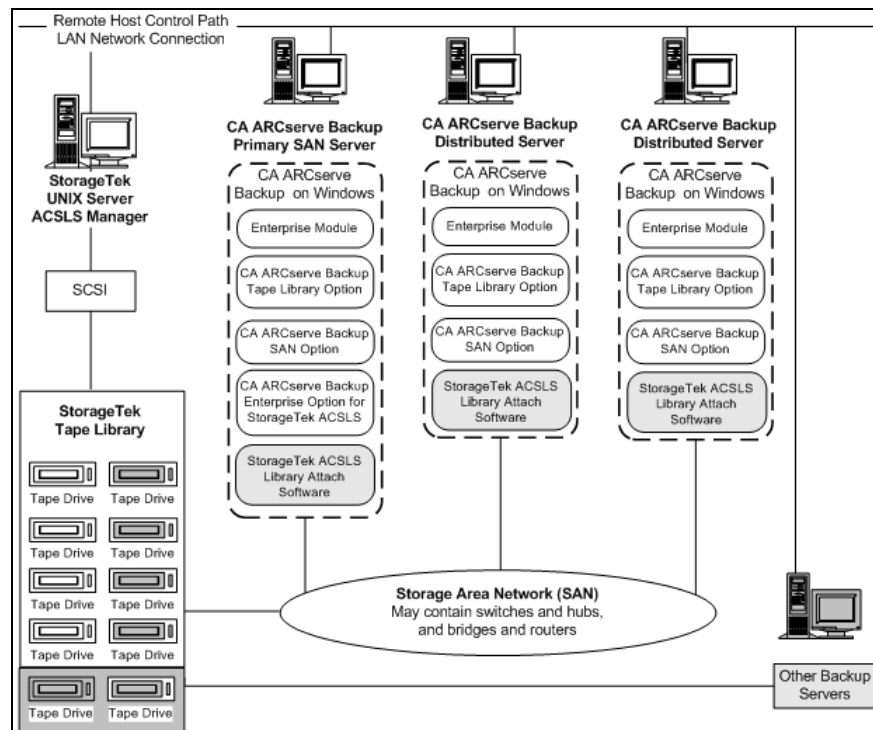 Remote Host Control Path
LAN Network Connection
StorageTek
UNIX Server
ACSLS Manager
SCSI
StorageTek
Tape Library
Tape Drive Tape Drive
Tape Drive Tape Drive
Tape Drive Tape Drive
Tape Drive Tape Drive
Tape Drive Tape Drive
CA ARCserve Backup
Primary SAN Server
CA ARCserve
Backup on Windows
Enterprise Module
CA ARCserve Backup
Tape Library Option
CA ARCserve Backup
SAN Option
CA ARCserve Backup
Enterprise Option for
StorageTek ACSLS
StorageTek ACSLS
Library Attach
Software
CA ARCserve Backup
Distributed Server
CA ARCserve
Backup on Windows
Enterprise Module
CA ARCserve Backup
Tape Library Option
CA ARCserve Backup
SAN Option
StorageTek ACSLS
Library Attach
Software
CA ARCserve Backup
Distributed Server
CA ARCserve
Backup on Windows
Enterprise Module
CA ARCserve Backup
Tape Library Option
CA ARCserve Backup
SAN Option
StorageTek ACSLS
Library Attach
Software
Storage Area Network (SAN)
May contain switches and hubs,
and bridges and routers
Other Backup
Servers